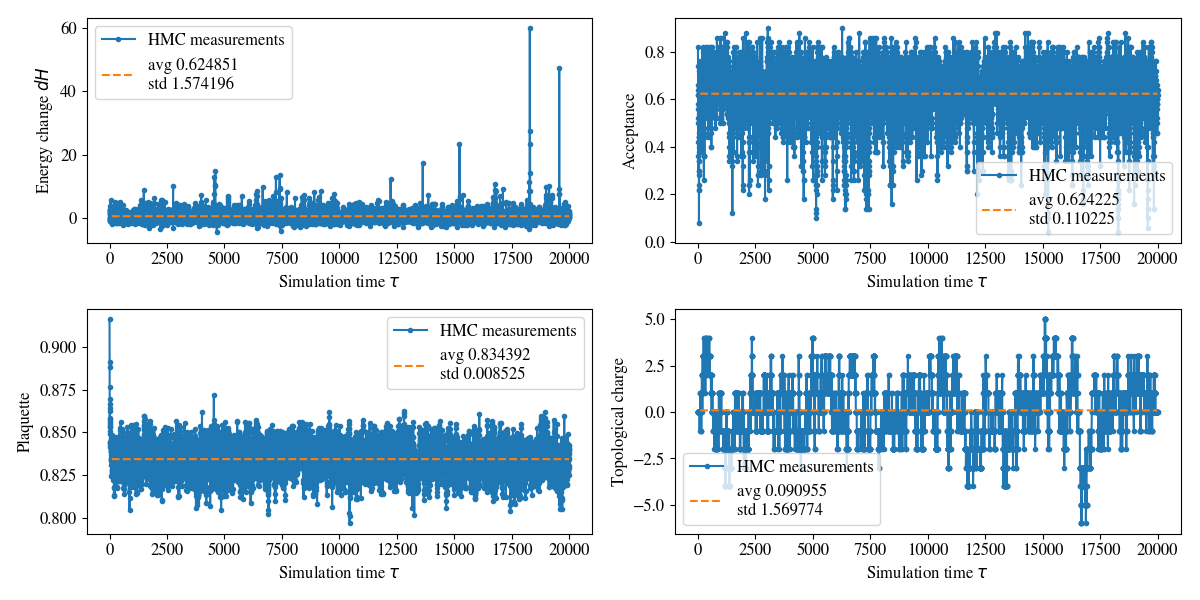 60
40
20
0
Energy change dH
HMC measurements
avg 0.624851
std 1.574196
0 2500 5000 7500 10000 12500 15000 17500 20000
Simulation time τ
0.8
0.6
0.4
0.2
0.0
Acceptance
HMC measurements
avg 0.624225
std 0.110225
0 2500 5000 7500 10000 12500 15000 17500 20000
Simulation time τ
0.900
0.875
0.850
0.825
0.800
Plaquette
HMC measurements
avg 0.834392
std 0.008525
0 2500 5000 7500 10000 12500 15000 17500 20000
Simulation time τ
5.0
2.5
0.0
−2.5
−5.0
Topological charge
HMC measurements
avg 0.090955
std 1.569774
0 2500 5000 7500 10000 12500 15000 17500 20000
Simulation time τ